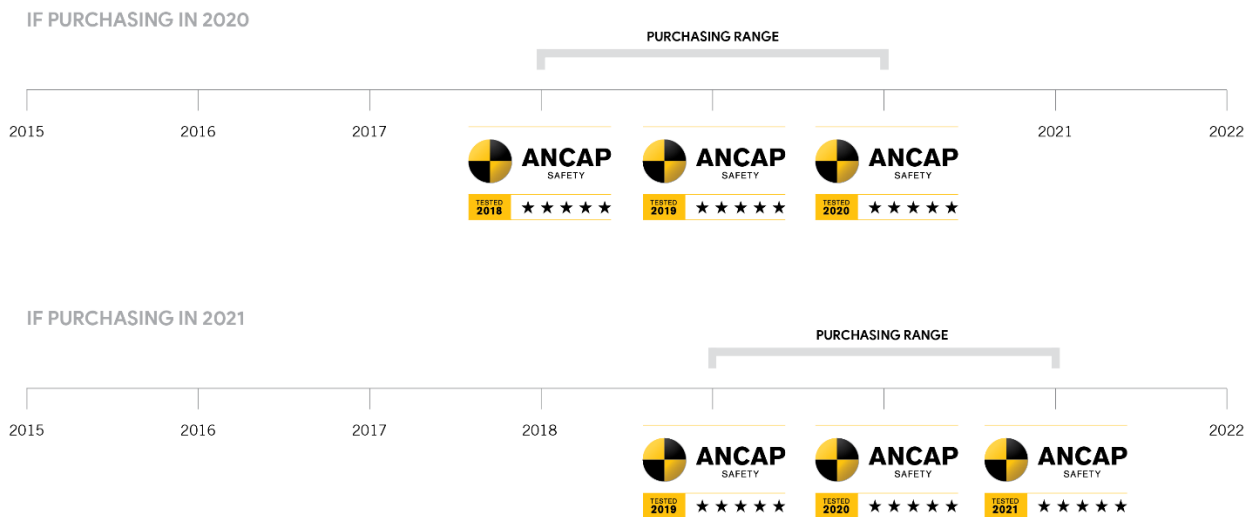 IF PURCHASING IN 2020
PURCHASING RANGE
2015 2016 2017 2021 2022
ANCAP ANCAP ANCAP
SAFETY SAFETY SAFETY
TESTED 2018 ★★★★★ TESTED 2019 ★★★★★ TESTED 2020 ★★★★★
IF PURCHASING IN 2021
PURCHASING RANGE
2015 2016 2017 2018 2022
ANCAP ANCAP ANCAP
SAFETY SAFETY SAFETY
TESTED 2019 ★★★★★ TESTED 2020 ★★★★★ TESTED 2021 ★★★★★